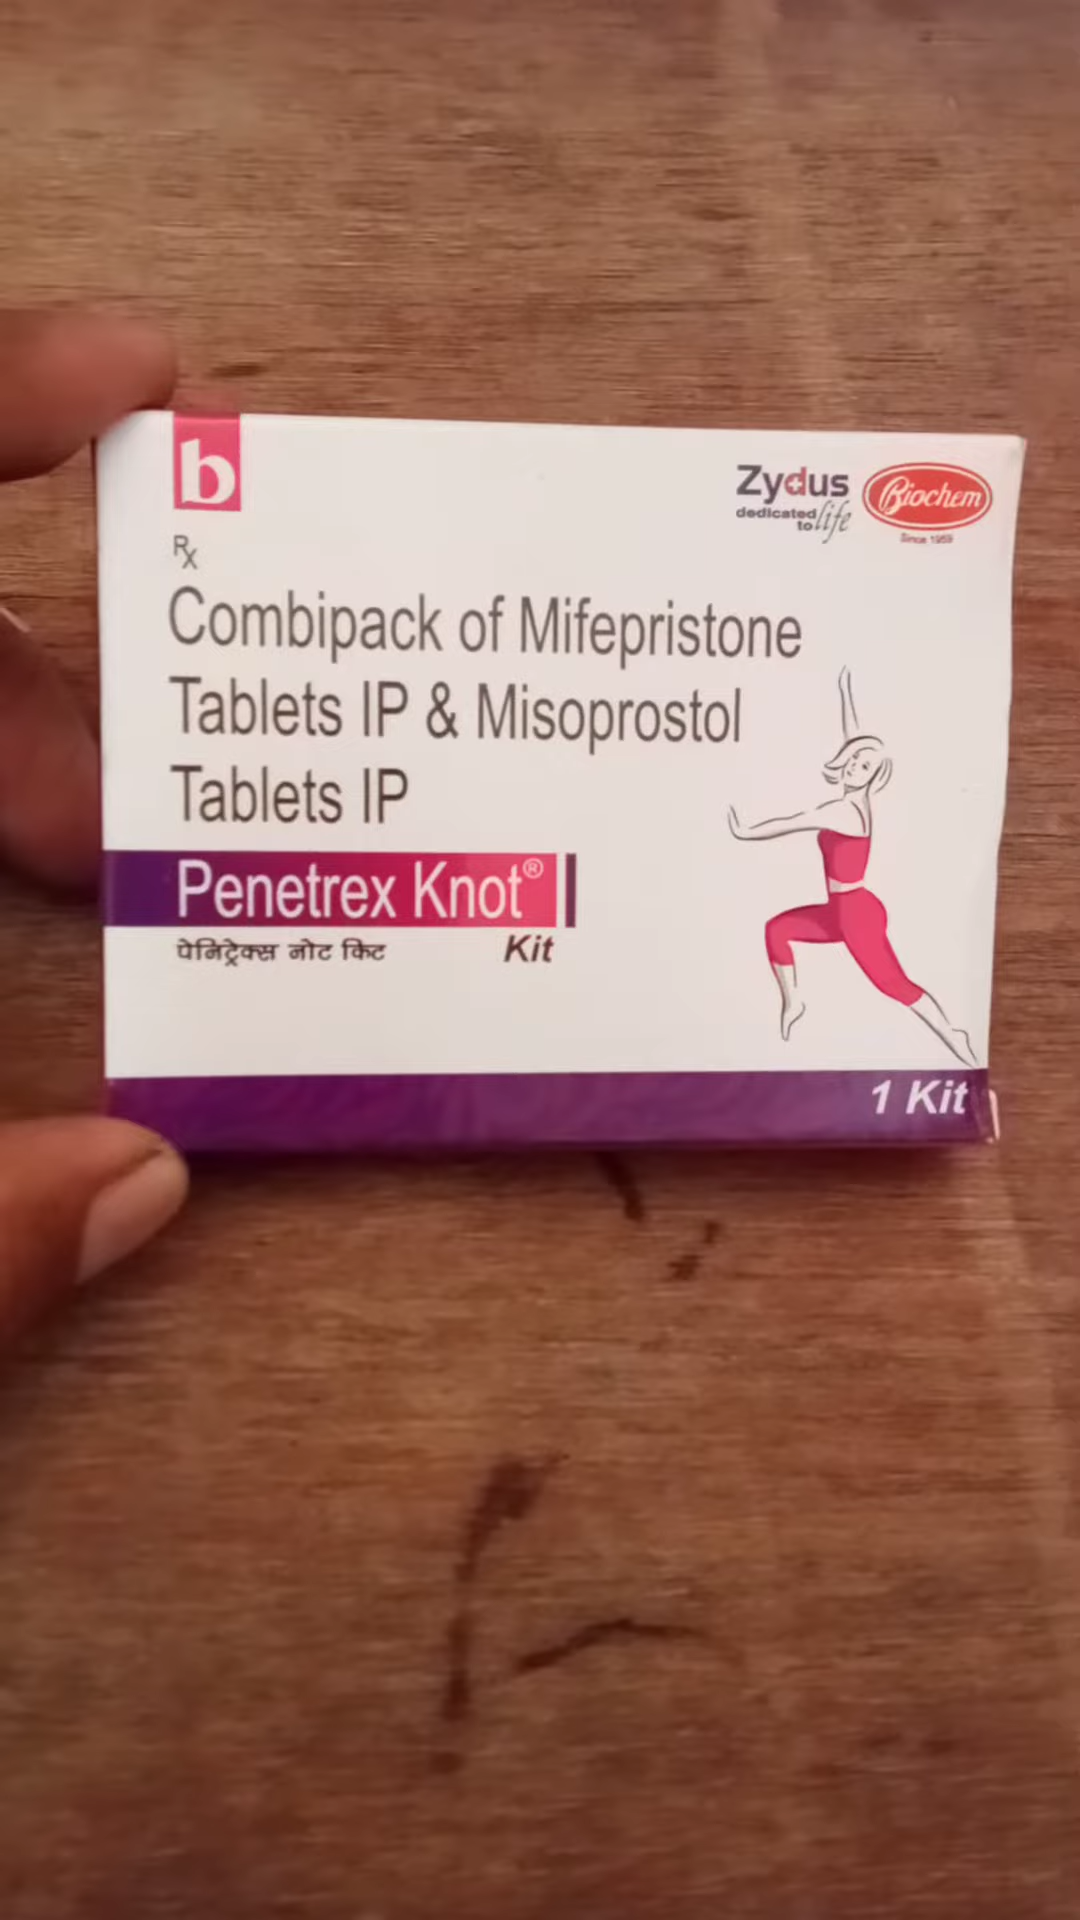 b
Zydus
dedicated
to life
Biochem
Since 1959
Rx
Combipack of Mifepristone
Tablets IP & Misoprostol
Tablets IP
Penetrex Knot®
पेनिट्रेक्स नोट किट
Kit
1 Kit